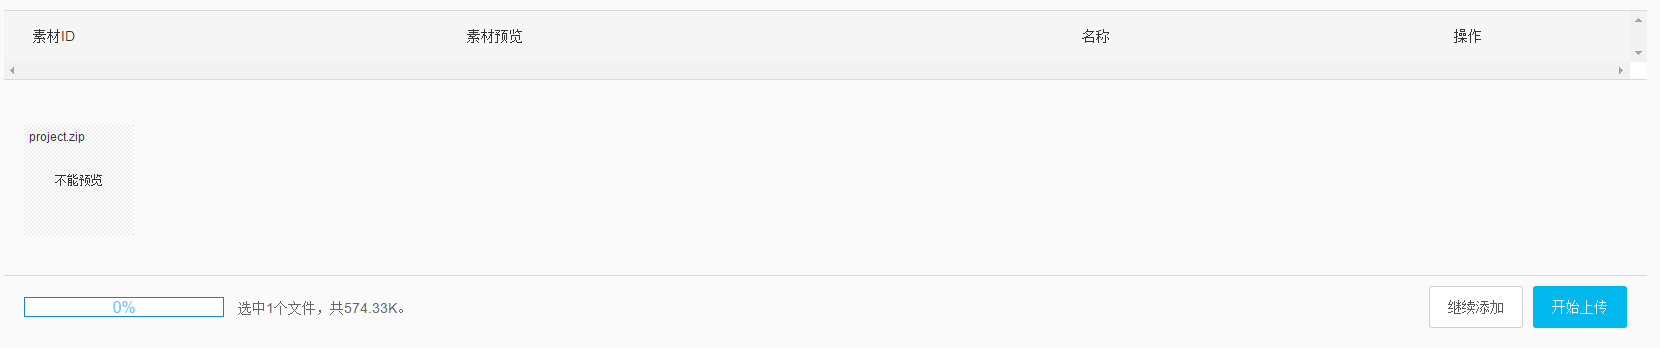 素材ID 素材预览 名称 操作
project.zip
不能预览
0% 选中1个文件，共574.33K。 继续添加 开始上传